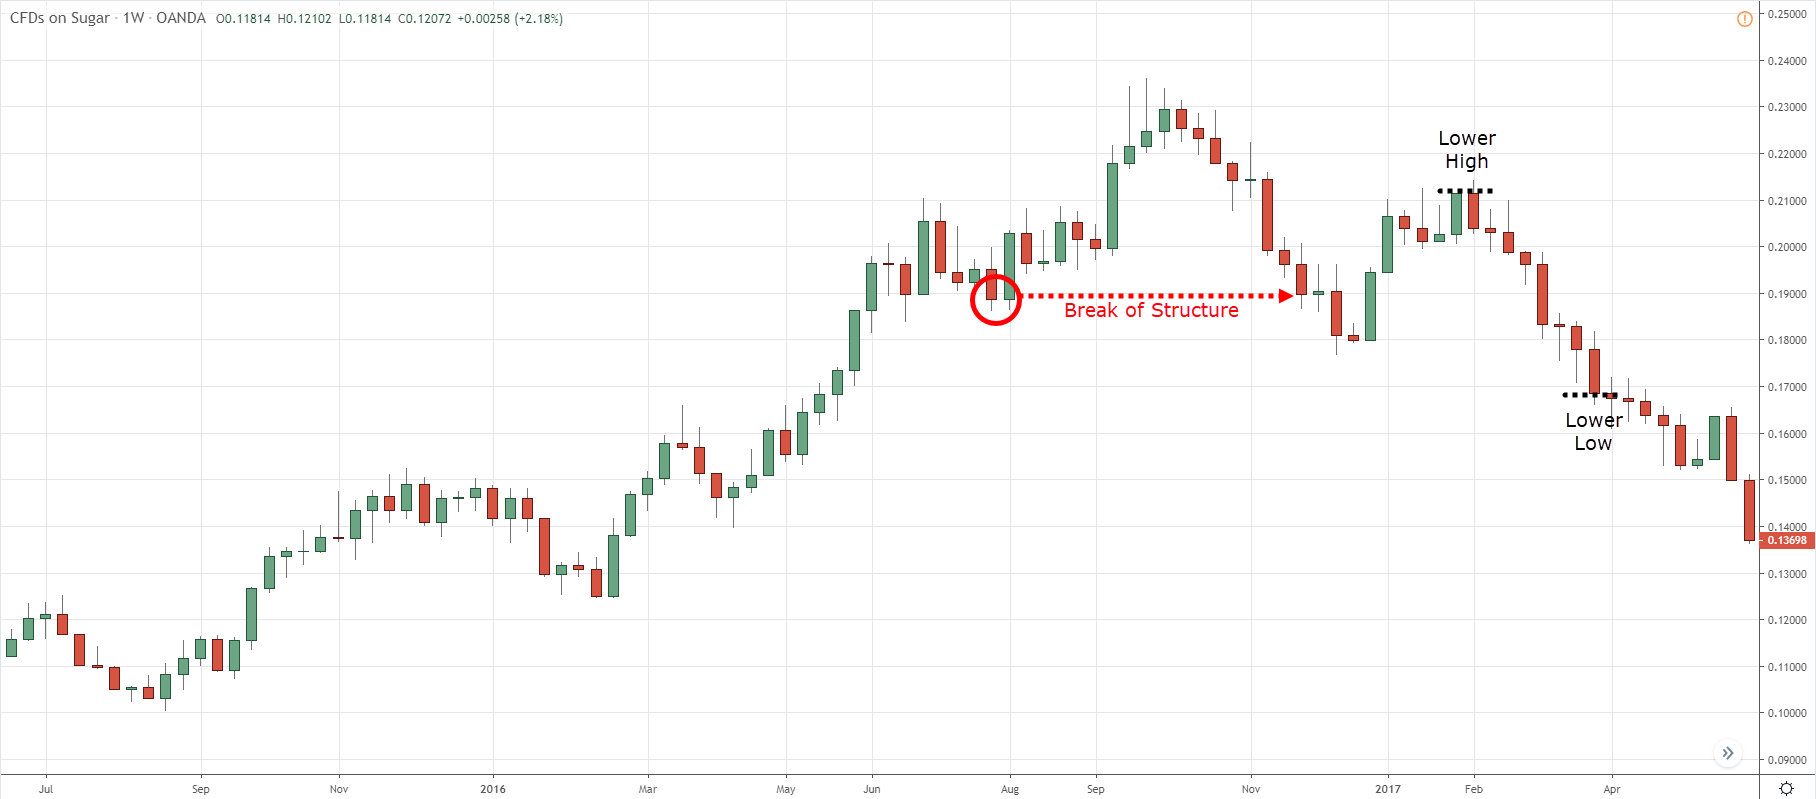 CFDs on Sugar · 1W · OANDA O0.11814 H0.12102 L0.11814 C0.12072 +0.00258 (+2.18%)
0.25000
0.24000
0.23000
Lower
High
0.22000
0.21000
0.20000
0.19000
Break of Structure
0.18000
0.17000
Lower
Low
0.16000
0.15000
0.14000
0.13698
0.13000
0.12000
0.11000
0.10000
0.09000
Jul Sep Nov 2016 Mar May Jun Aug Sep Nov 2017 Feb Apr